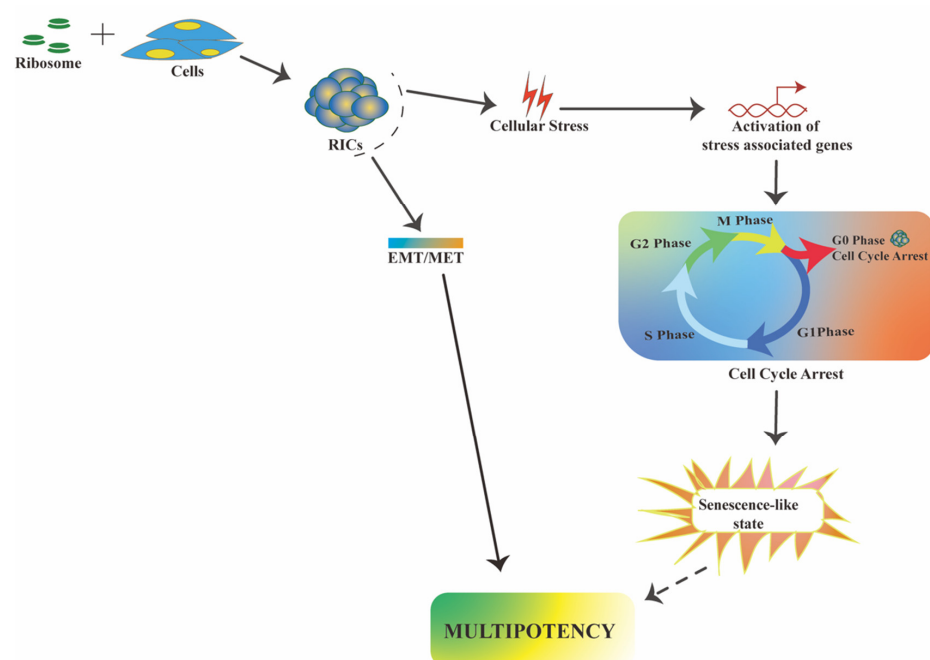 Ribosome
+
Cells
RICs
Cellular Stress
Activation of
stress associated genes
EMT/MET
M Phase
G2 Phase
G0 Phase
Cell Cycle Arrest
S Phase
G1Phase
Cell Cycle Arrest
Senescence-like
state
MULTIPOTENCY